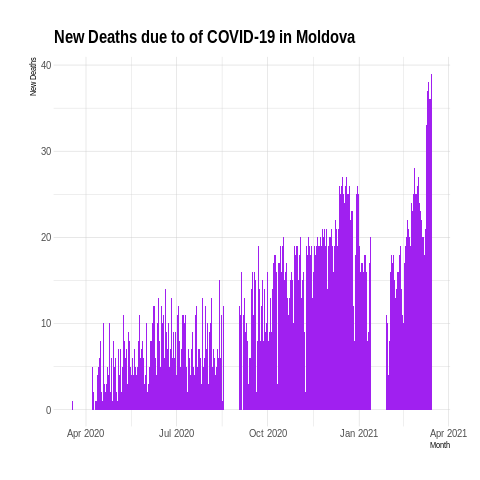 New Deaths due to of COVID-19 in Moldova
New Deaths
40
30
20
10
0
Apr 2020
Jul 2020
Oct 2020
Jan 2021
Apr 2021
Month